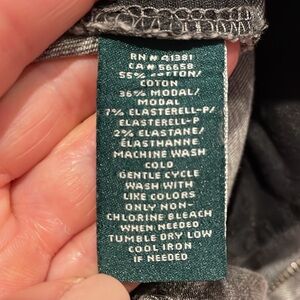 RN # 41381
CA # 56658
55% COTTON/
COTON
36% MODAL/
MODAL
7% ELASTERELL-P/
ELASTERELL-P
2% ELASTANE/
ELASTHANNE
MACHINE WASH
COLD
GENTLE CYCLE
WASH WITH
LIKE COLORS
ONLY NON-
CHLORINE BLEACH
WHEN NEEDED
TUMBLE DRY LOW
COOL IRON
IF NEEDED